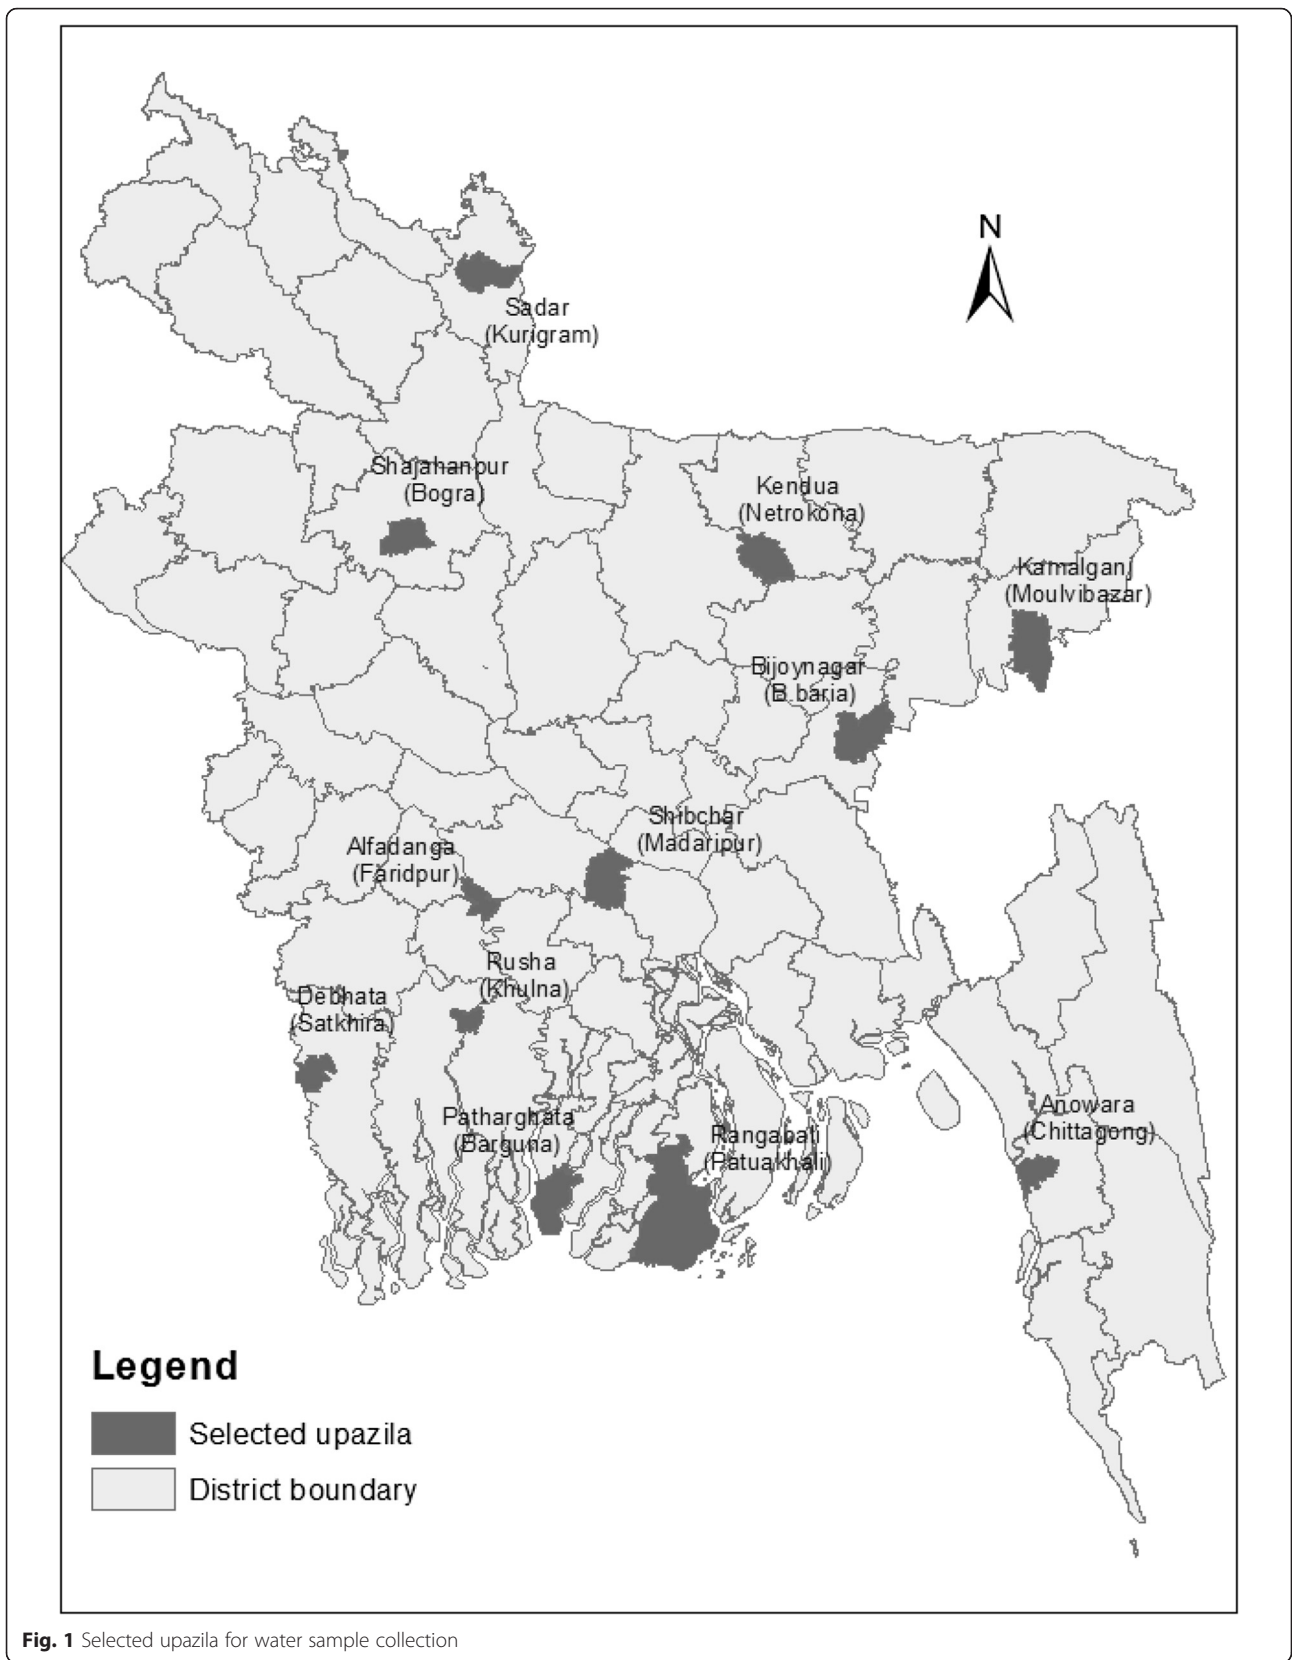 N
Sadar
(Kurigram)
Shajahanpur
(Bogra)
Kendua
(Netrokona)
Kamalganj
(Moulvibazar)
Bijoynagar
(B.baria)
Shibchar
(Madaripur)
Alfadanga
(Faridpur)
Rusha
(Khulna)
Debhata
(Satkhira)
Patharghata
(Barguna)
Rangabali
(Patuakhali)
Anowara
(Chittagong)
Legend
Selected upazila
District boundary
Fig. 1 Selected upazila for water sample collection